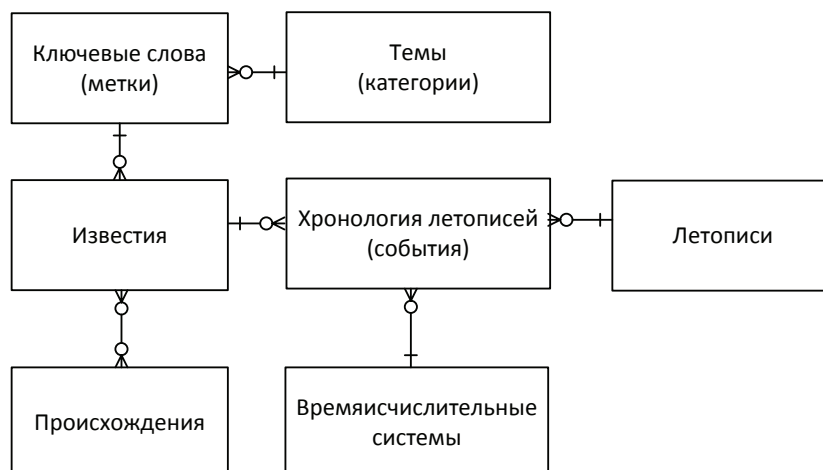 Ключевые слова
(метки)
Темы
(категории)
Известия
Хронология летописей
(события)
Летописи
Происхождения
Времяисчислительные
системы